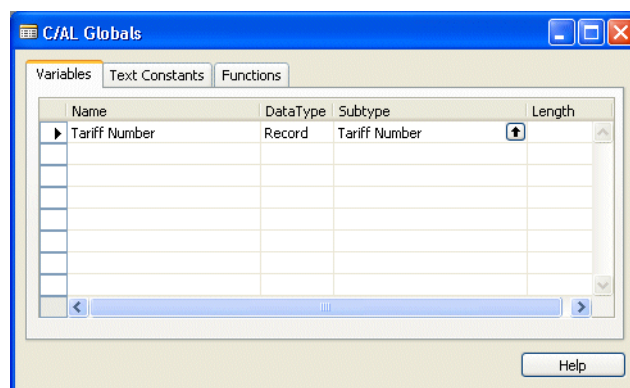 C/AL Globals
Variables Text Constants Functions
Name DataType Subtype Length
Tariff Number Record Tariff Number
Help